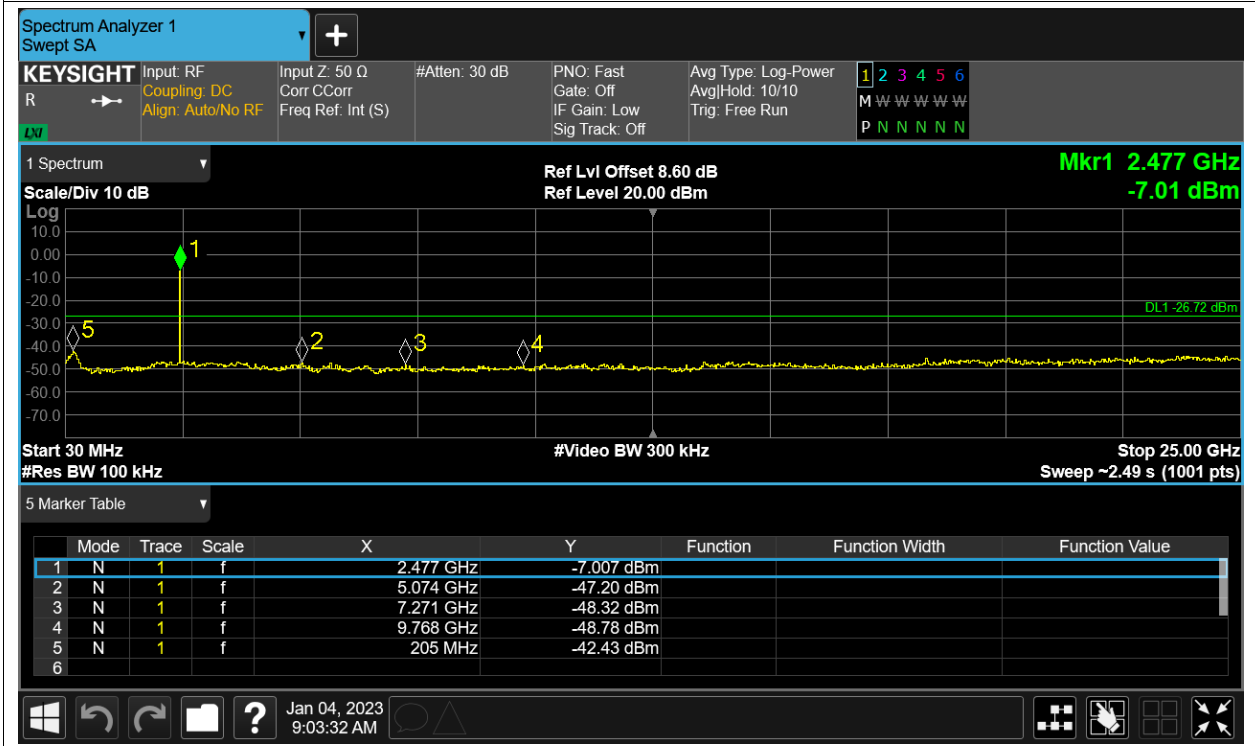 Spectrum Analyzer 1
Swept SA
+
KEYSIGHT Input: RF Input Z: 50 Ω #Atten: 30 dB PNO: Fast Avg Type: Log-Power 1 2 3 4 5 6
R Coupling: DC Corr CCorr Gate: Off Avg|Hold: 10/10 M W W W W W
Align: Auto/No RF Freq Ref: Int (S) IF Gain: Low Trig: Free Run
LXI Sig Track: Off P N N N N N
1 Spectrum Ref Lvl Offset 8.60 dB Mkr1 2.477 GHz
Scale/Div 10 dB Ref Level 20.00 dBm -7.01 dBm
Log
10.0
0.00 1
-10.0
-20.0
DL1 -26.72 dBm
-30.0 5
-40.0 2 3 4
-50.0
-60.0
-70.0
Start 30 MHz #Video BW 300 kHz Stop 25.00 GHz
#Res BW 100 kHz Sweep ~2.49 s (1001 pts)
5 Marker Table
Mode Trace Scale X Y Function Function Width Function Value
1 N 1 f 2.477 GHz -7.007 dBm
2 N 1 f 5.074 GHz -47.20 dBm
3 N 1 f 7.271 GHz -48.32 dBm
4 N 1 f 9.768 GHz -48.78 dBm
5 N 1 f 205 MHz -42.43 dBm
6
? Jan 04, 2023
9:03:32 AM